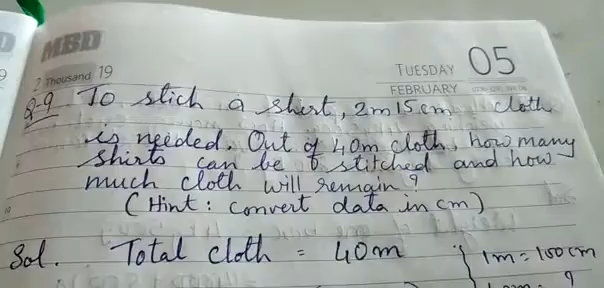 MBD
2 Thousand 19
TUESDAY 05
FEBRUARY
Q-9 To stich a shirt, 2m 15cm cloth
is needed. Out of 40m cloth, how many
shirts can be stitched and how
much cloth will remain?
(Hint: convert data in cm)
Sol. Total cloth = 40m { 1m = 100cm